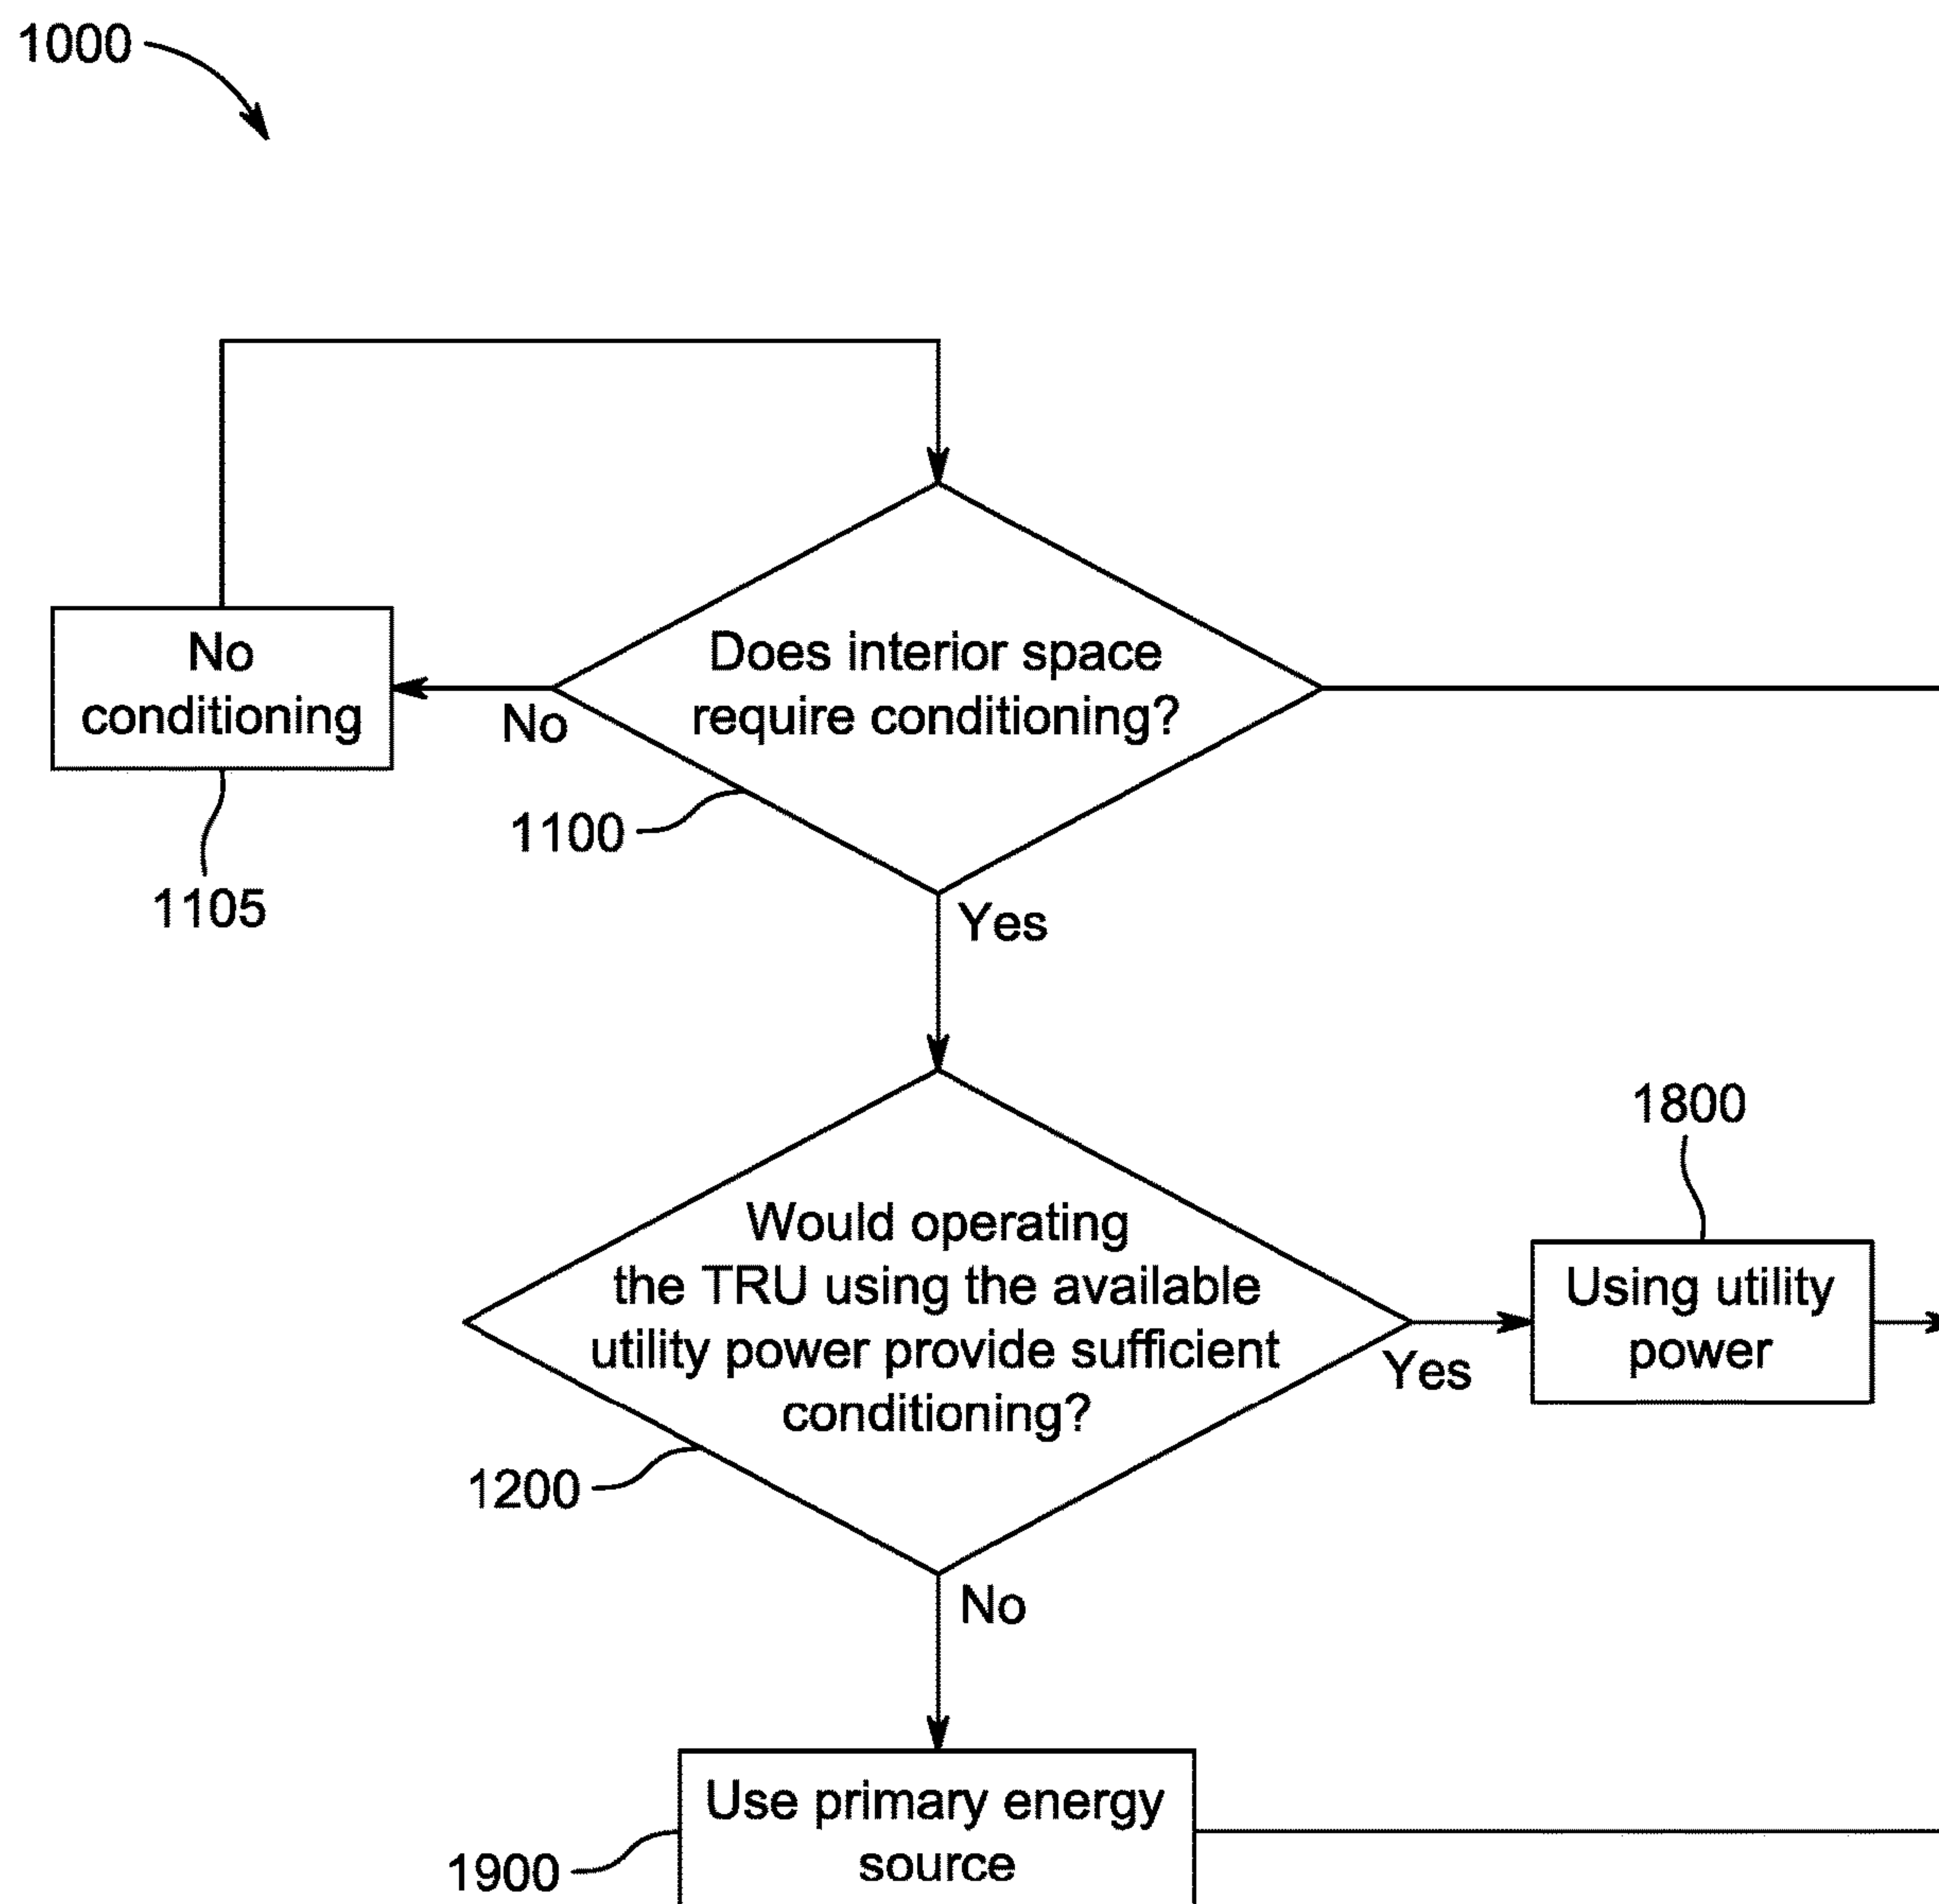 1000
No
conditioning
Does interior space
require conditioning?
No
1100
1105
Yes
1800
Would operating
the TRU using the available
utility power provide sufficient
conditioning?
Using utility
power
Yes
1200
No
Use primary energy
source
1900